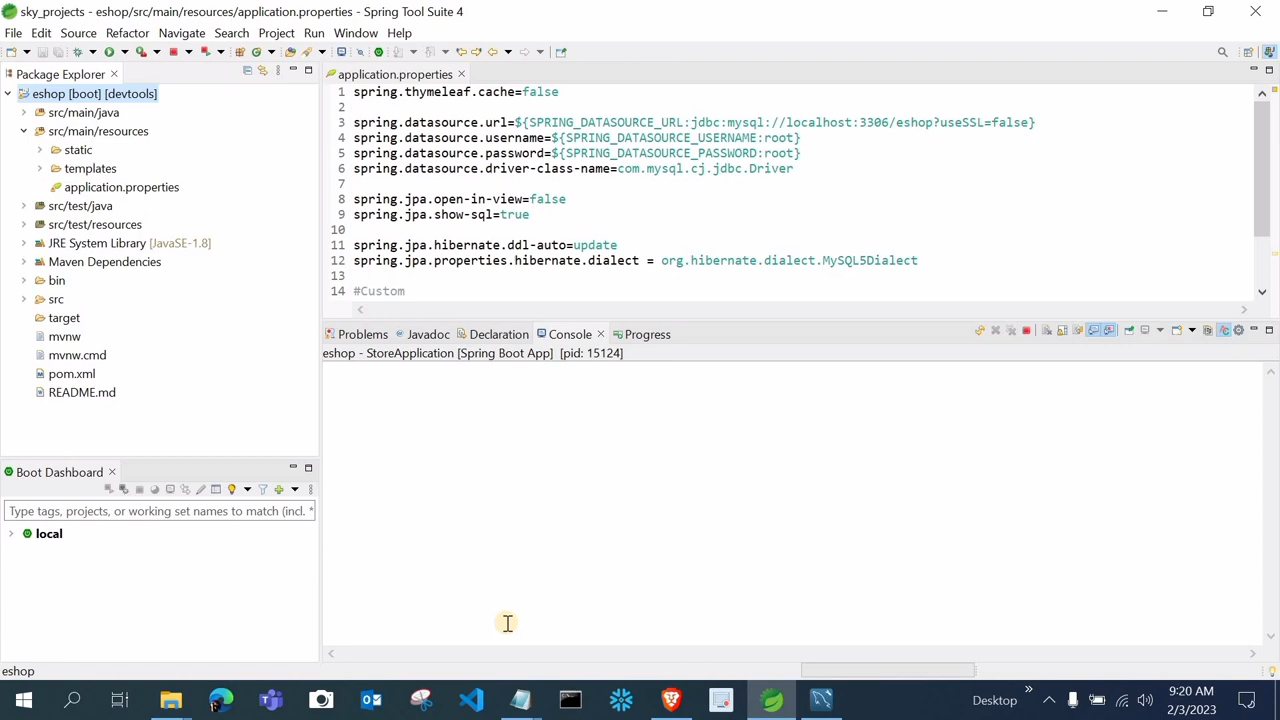 sky_projects - eshop/src/main/resources/application.properties - Spring Tool Suite 4
File Edit Source Refactor Navigate Search Project Run Window Help
Package Explorer
eshop [boot] [devtools]
src/main/java
src/main/resources
static
templates
application.properties
src/test/java
src/test/resources
JRE System Library [JavaSE-1.8]
Maven Dependencies
bin
src
target
mvnw
mvnw.cmd
pom.xml
README.md
application.properties
1 spring.thymeleaf.cache=false
2
3 spring.datasource.url=${SPRING_DATASOURCE_URL:jdbc:mysql://localhost:3306/eshop?useSSL=false}
4 spring.datasource.username=${SPRING_DATASOURCE_USERNAME:root}
5 spring.datasource.password=${SPRING_DATASOURCE_PASSWORD:root}
6 spring.datasource.driver-class-name=com.mysql.cj.jdbc.Driver
7
8 spring.jpa.open-in-view=false
9 spring.jpa.show-sql=true
10
11 spring.jpa.hibernate.ddl-auto=update
12 spring.jpa.properties.hibernate.dialect = org.hibernate.dialect.MySQL5Dialect
13
14 #Custom
Problems Javadoc Declaration Console Progress
eshop - StoreApplication [Spring Boot App] [pid: 15124]
Boot Dashboard
Type tags, projects, or working set names to match (incl. *
local
eshop
Desktop
9:20 AM
2/3/2023